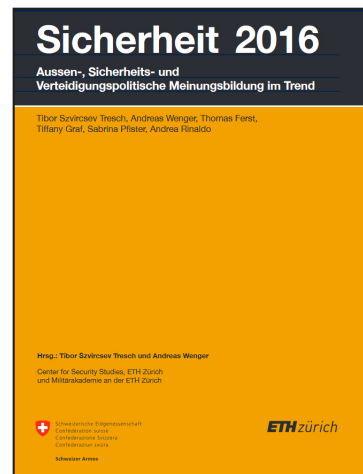 Sicherheit 2016
Aussen-, Sicherheits- und
Verteidigungspolitische Meinungsbildung im Trend
Tibor Szvircsev Tresch, Andreas Wenger, Thomas Ferst,
Tiffany Graf, Sabrina Pfister, Andrea Rinaldo
Hrsg.: Tibor Szvircsev Tresch und Andreas Wenger
Center for Security Studies, ETH Zürich
und Militärakademie an der ETH Zürich
Schweizerische Eidgenossenschaft
Confédération suisse
Confederazione Svizzera
Confederaziun svizra
Schweizer Armee
ETH zürich